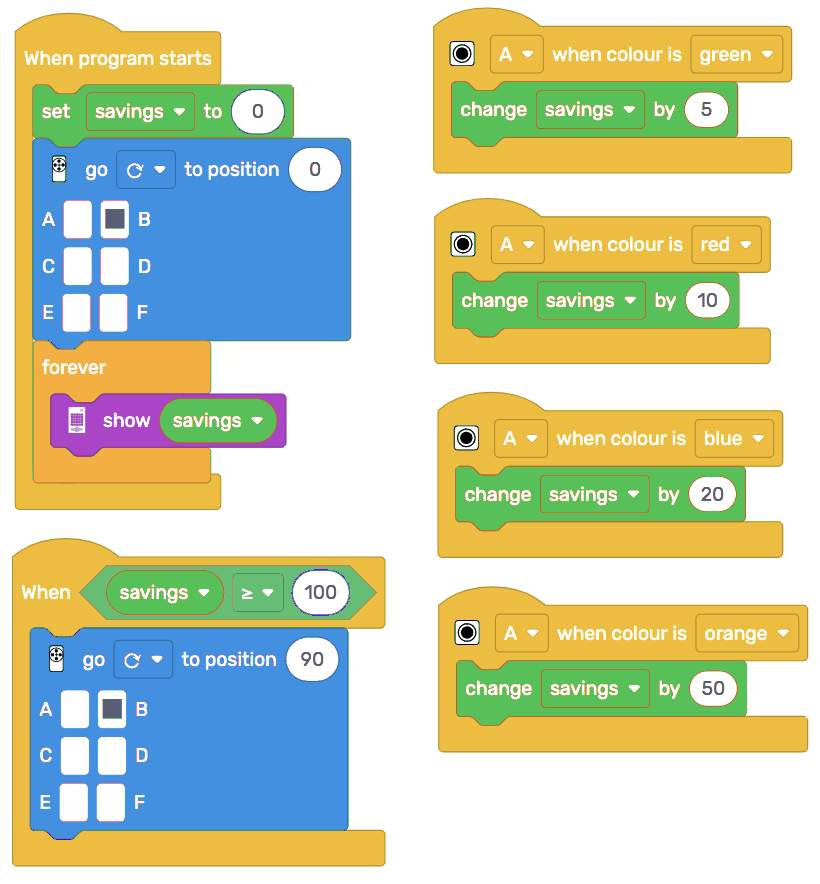 When program starts
set savings to 0
go to position 0
A B
C D
E F
forever
show savings
When savings ≥ 100
go to position 90
A B
C D
E F
A when colour is green
change savings by 5
A when colour is red
change savings by 10
A when colour is blue
change savings by 20
A when colour is orange
change savings by 50